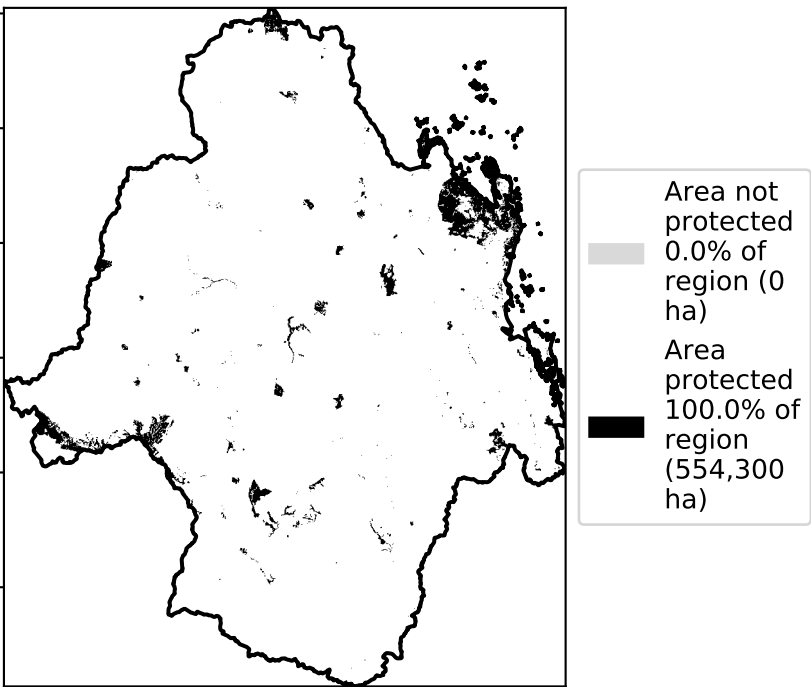 Area not
protected
0.0% of
region (0
ha)
Area
protected
100.0% of
region
(554,300
ha)